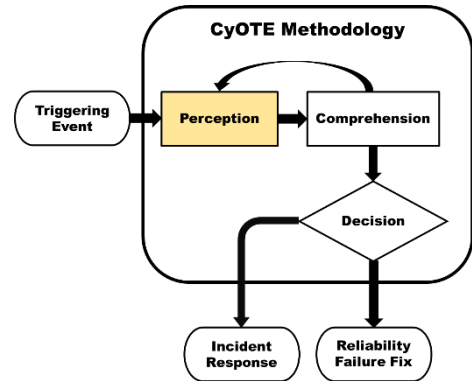 CyOTE Methodology
Triggering
Event
Perception
Comprehension
Decision
Incident
Response
Reliability
Failure Fix